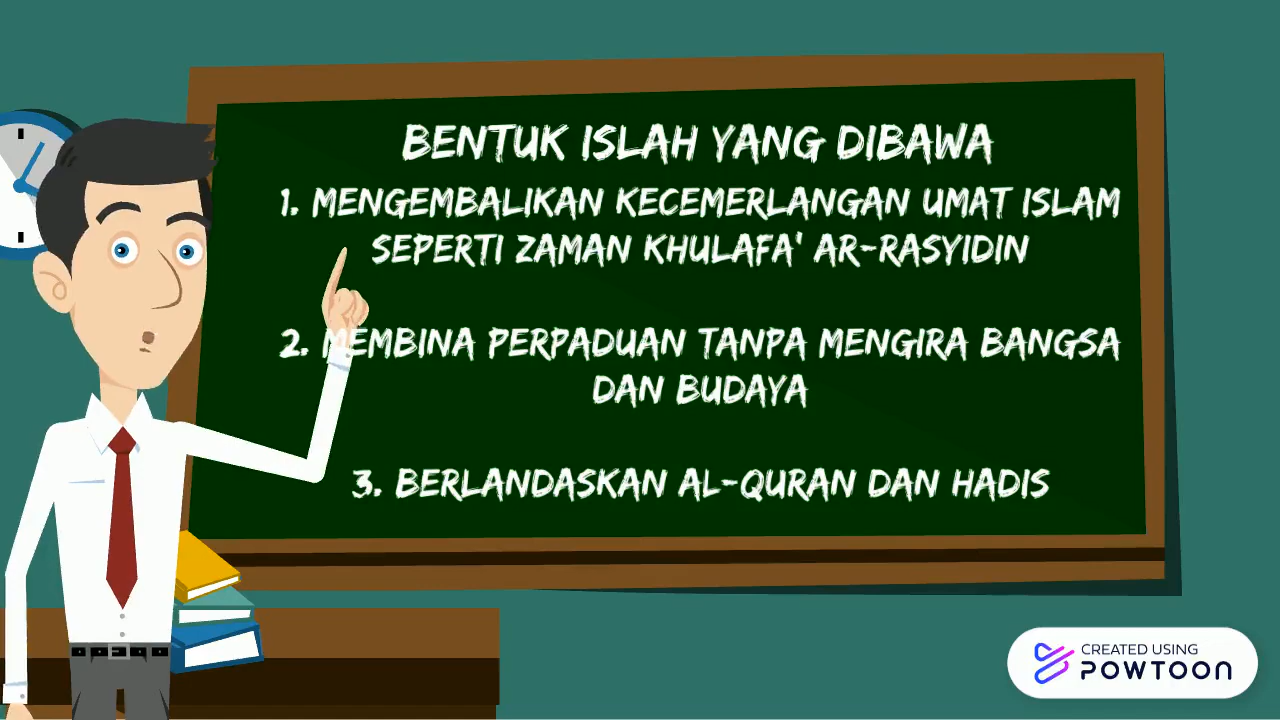 BENTUK ISLAH YANG DIBAWA
1. MENGEMBALIKAN KECEMERLANGAN UMAT ISLAM
SEPERTI ZAMAN KHULAFA' AR-RASYIDIN
2. MEMBINA PERPADUAN TANPA MENGIRA BANGSA
DAN BUDAYA
3. BERLANDASKAN AL-QURAN DAN HADIS
CREATED USING
POWTOON